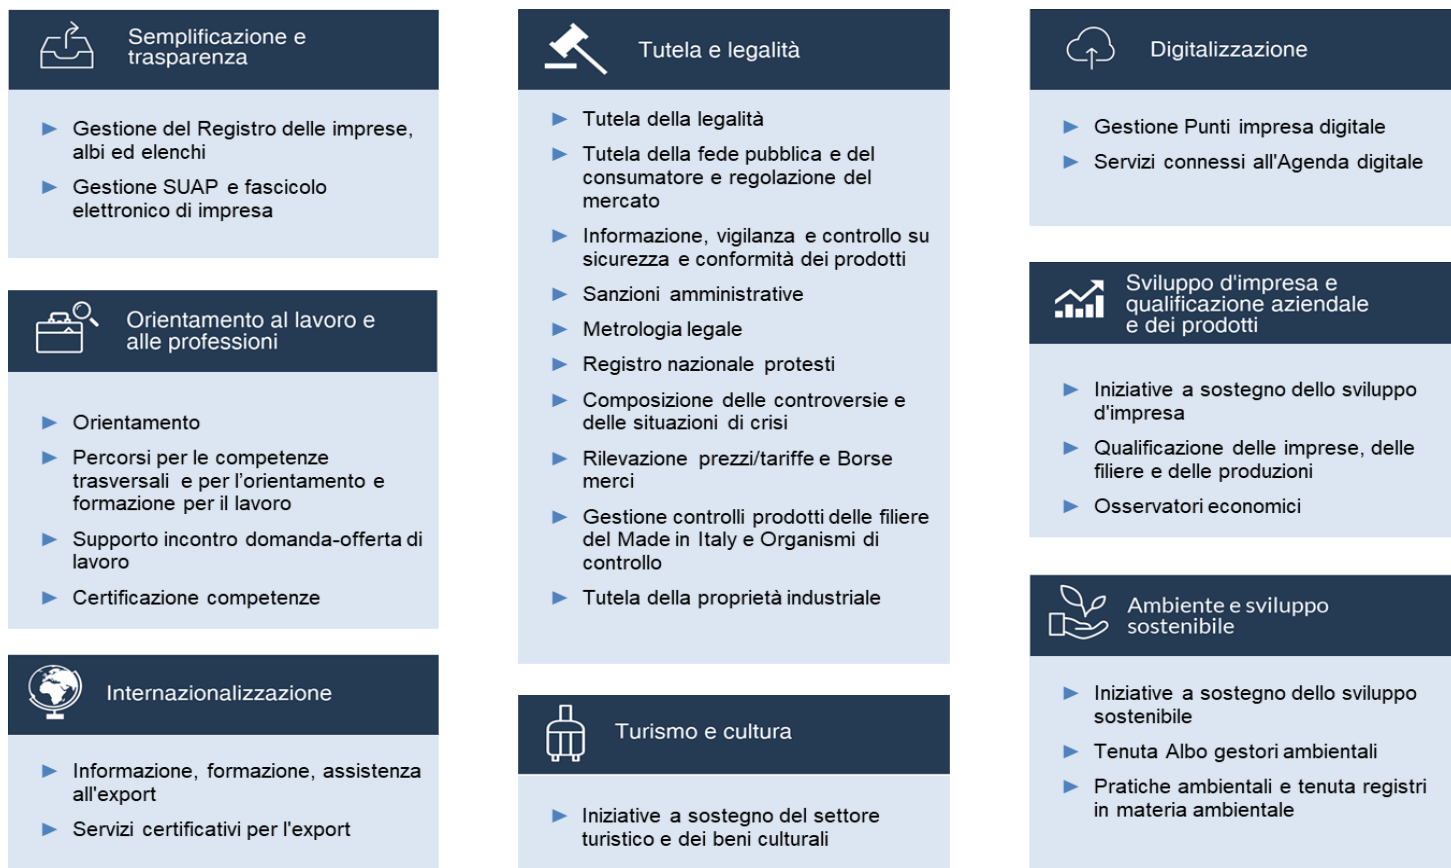 Semplificazione e
trasparenza
Gestione del Registro delle imprese,
albi ed elenchi
Gestione SUAP e fascicolo
elettronico di impresa
Orientamento al lavoro e
alle professioni
Orientamento
Percorsi per le competenze
trasversali e per l’orientamento e
formazione per il lavoro
Supporto incontro domanda-offerta di
lavoro
Certificazione competenze
Internazionalizzazione
Informazione, formazione, assistenza
all'export
Servizi certificativi per l'export
Tutela e legalità
Tutela della legalità
Tutela della fede pubblica e del
consumatore e regolazione del
mercato
Informazione, vigilanza e controllo su
sicurezza e conformità dei prodotti
Sanzioni amministrative
Metrologia legale
Registro nazionale protesti
Composizione delle controversie e
delle situazioni di crisi
Rilevazione prezzi/tariffe e Borse
merci
Gestione controlli prodotti delle filiere
del Made in Italy e Organismi di
controllo
Tutela della proprietà industriale
Turismo e cultura
Iniziative a sostegno del settore
turistico e dei beni culturali
Digitalizzazione
Gestione Punti impresa digitale
Servizi connessi all'Agenda digitale
Sviluppo d'impresa e
qualificazione aziendale
e dei prodotti
Iniziative a sostegno dello sviluppo
d'impresa
Qualificazione delle imprese, delle
filiere e delle produzioni
Osservatori economici
Ambiente e sviluppo
sostenibile
Iniziative a sostegno dello sviluppo
sostenibile
Tenuta Albo gestori ambientali
Pratiche ambientali e tenuta registri
in materia ambientale